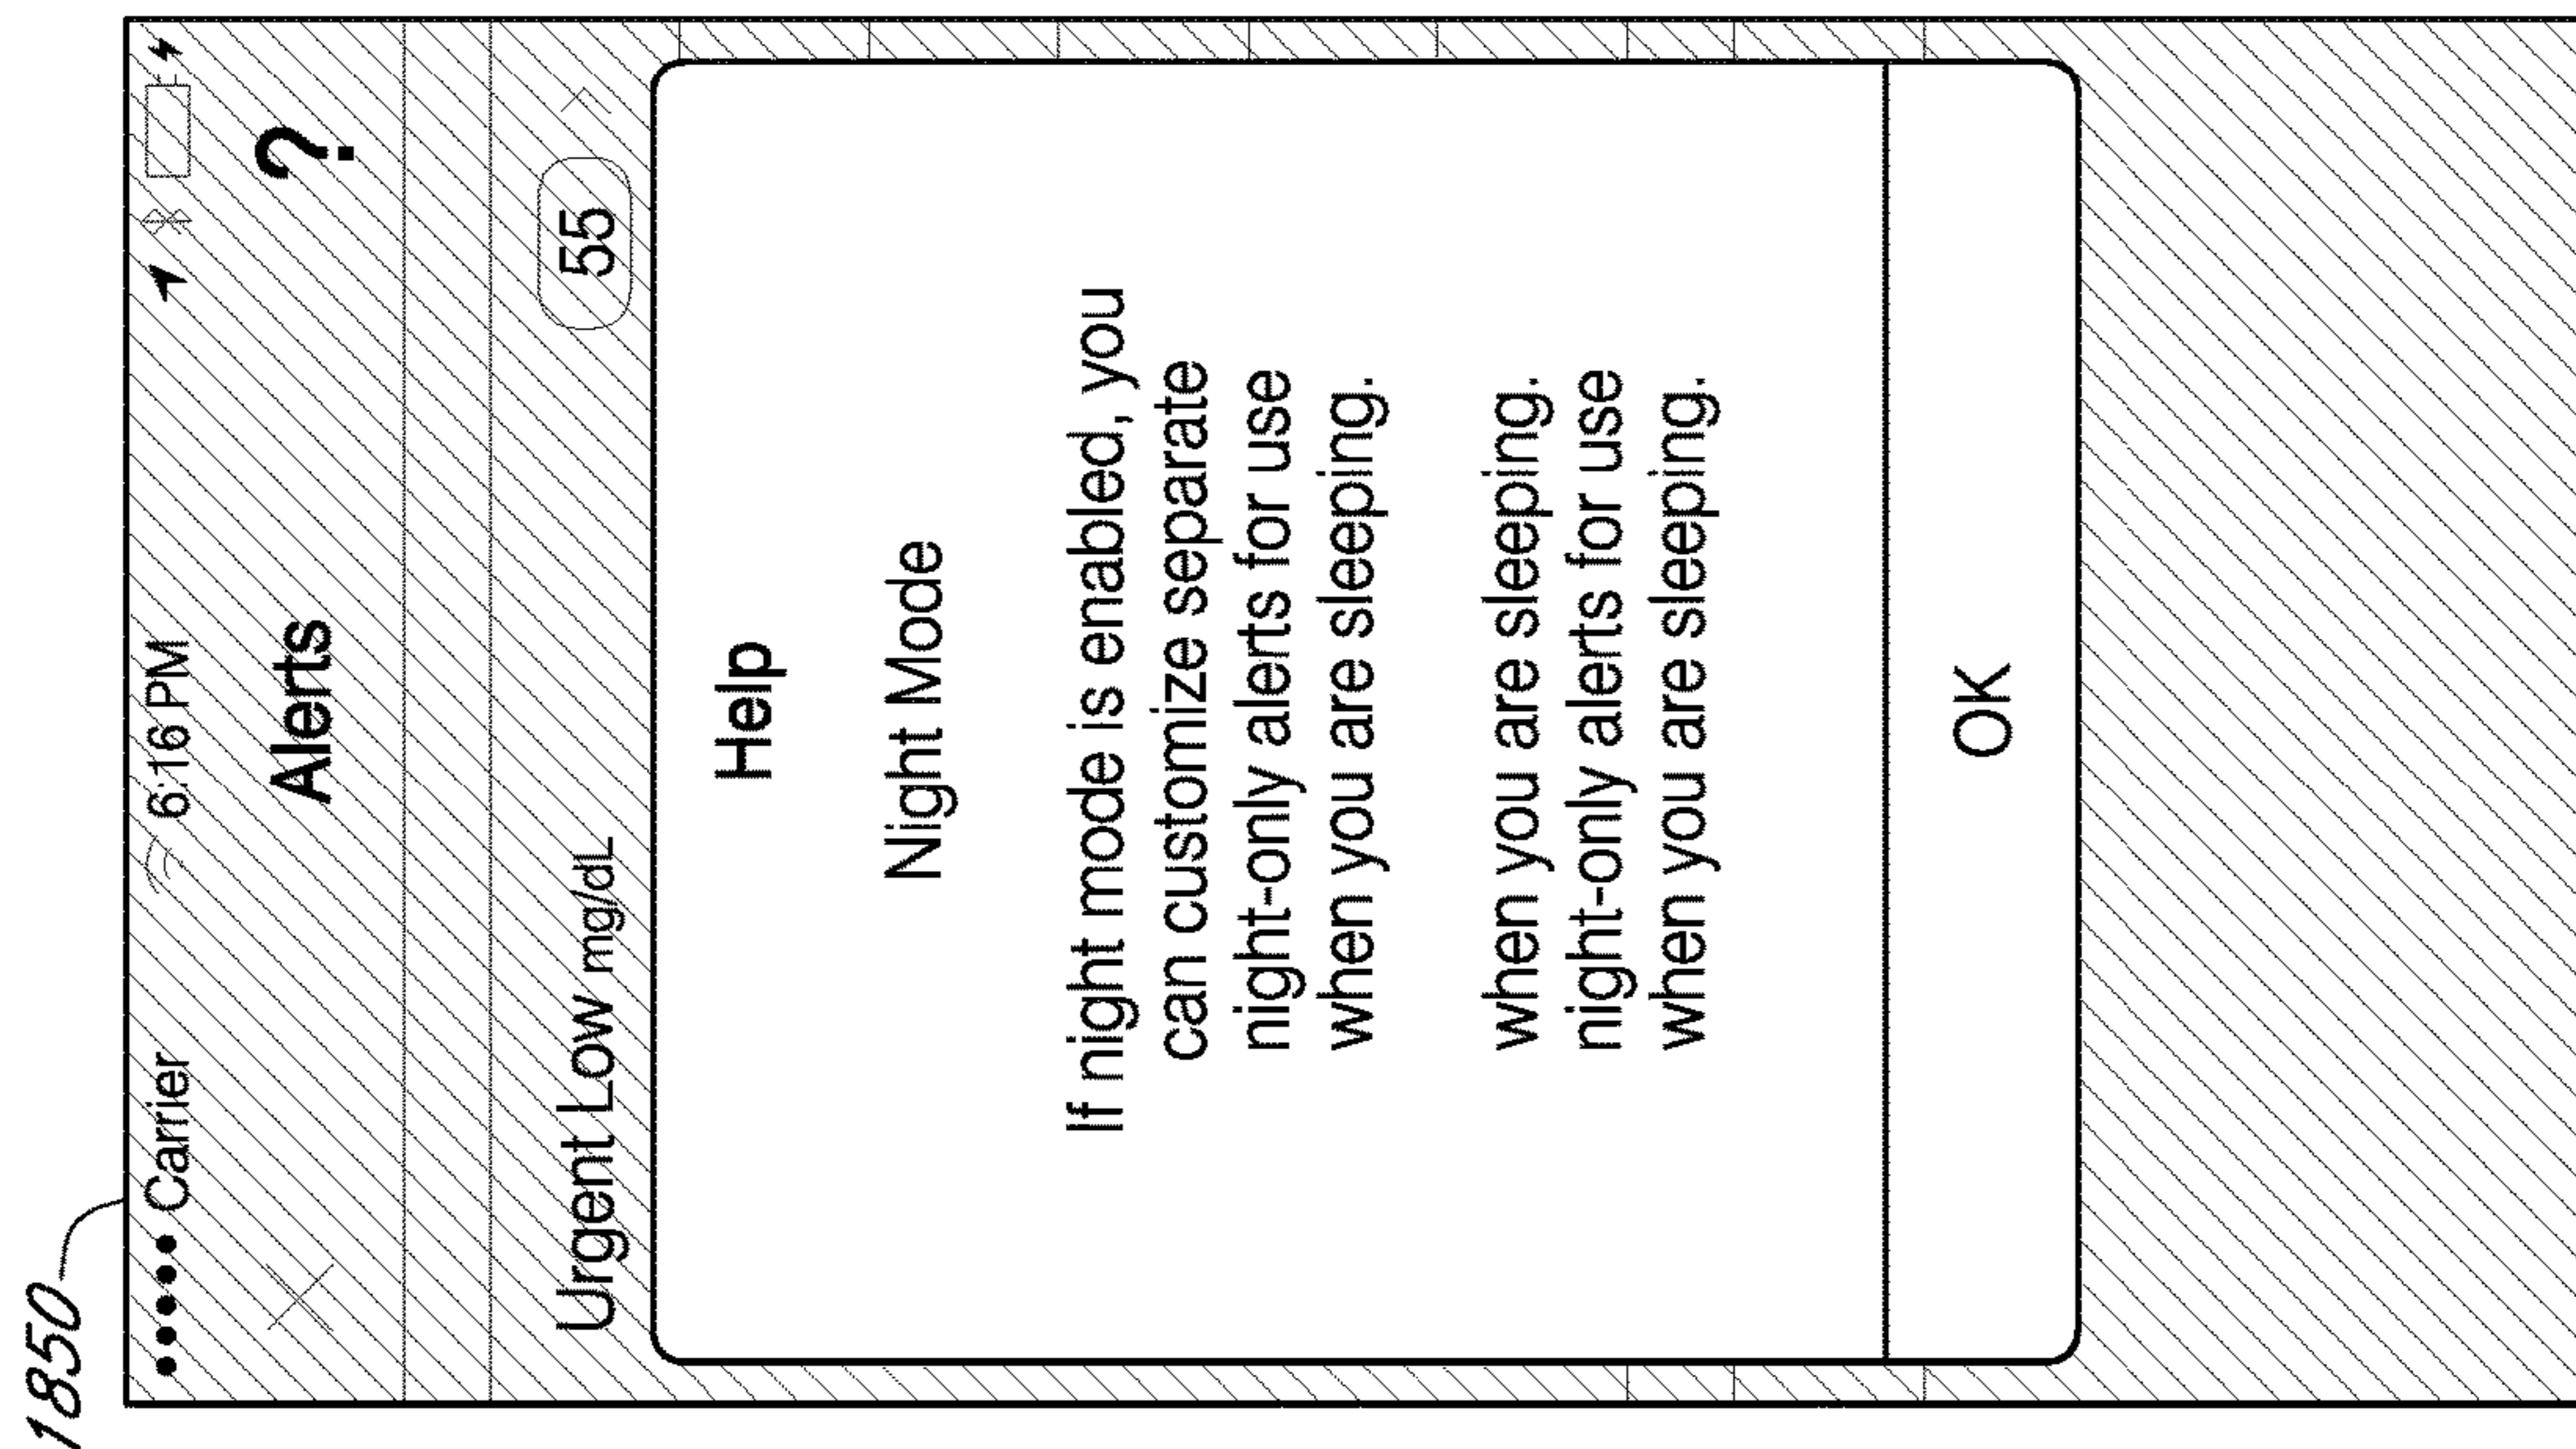 1850
Carrier 6:16 PM
Alerts ?
Urgent Low mg/dL 55
Help
Night Mode
If night mode is enabled, you
can customize separate
night-only alerts for use
when you are sleeping.
when you are sleeping.
night-only alerts for use
when you are sleeping.
OK